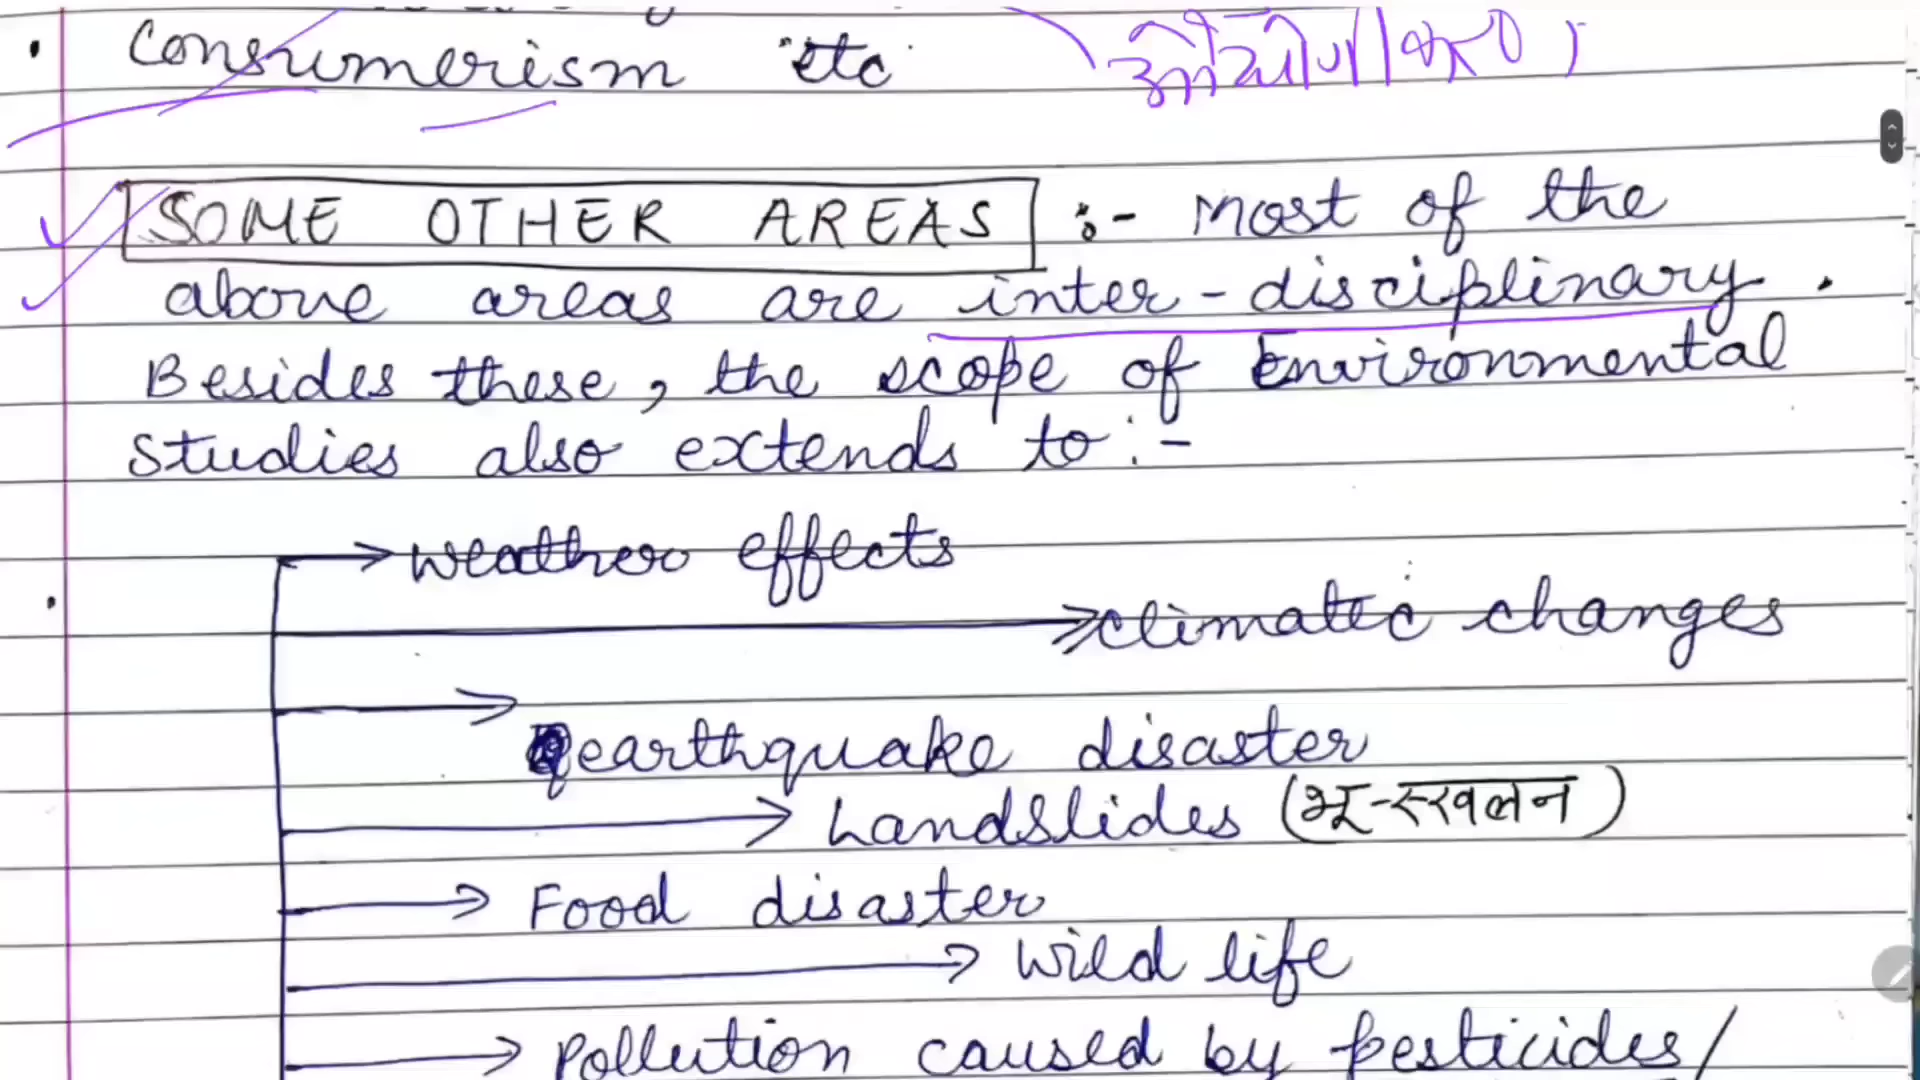 Consumerism etc
SOME OTHER AREAS :- Most of the
above areas are inter-disciplinary.
Besides these, the scope of Environmental
studies also extends to :-
→ weather effects
→ climatic changes
→ earthquake disaster
→ Landslides (भू-स्खलन)
→ Food disaster
→ wild life
→ Pollution caused by pesticides/